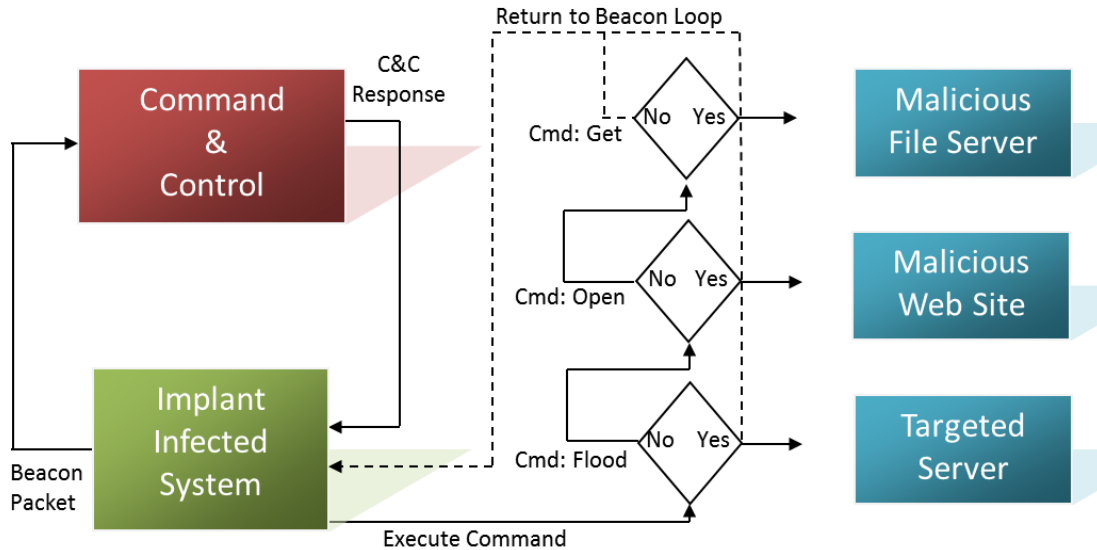 Return to Beacon Loop
Command
&
Control
C&C
Response
No Yes
Cmd: Get
Malicious
File Server
No Yes
Cmd: Open
Malicious
Web Site
Implant
Infected
System
Beacon
Packet
No Yes
Cmd: Flood
Targeted
Server
Execute Command